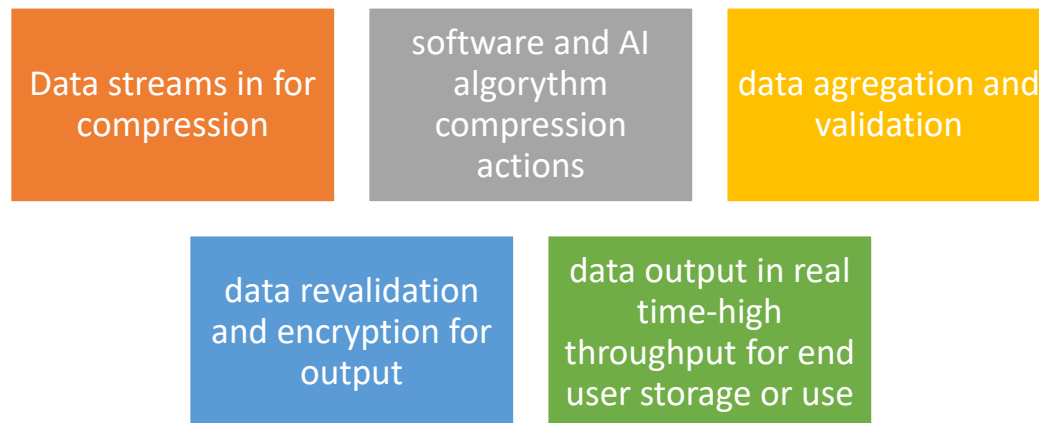 Data streams in for
compression
software and AI
algorythm
compression
actions
data agregation and
validation
data revalidation
and encryption for
output
data output in real
time-high
throughput for end
user storage or use